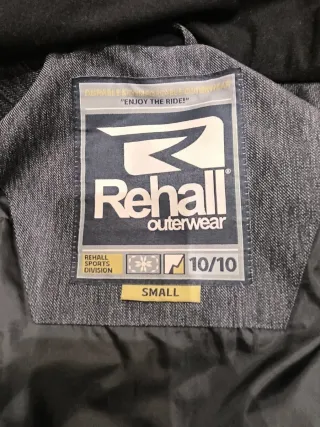 "ENJOY THE RIDE!"
Rehall®
outerwear
REHALL
SPORTS
DIVISION
10/10
SMALL